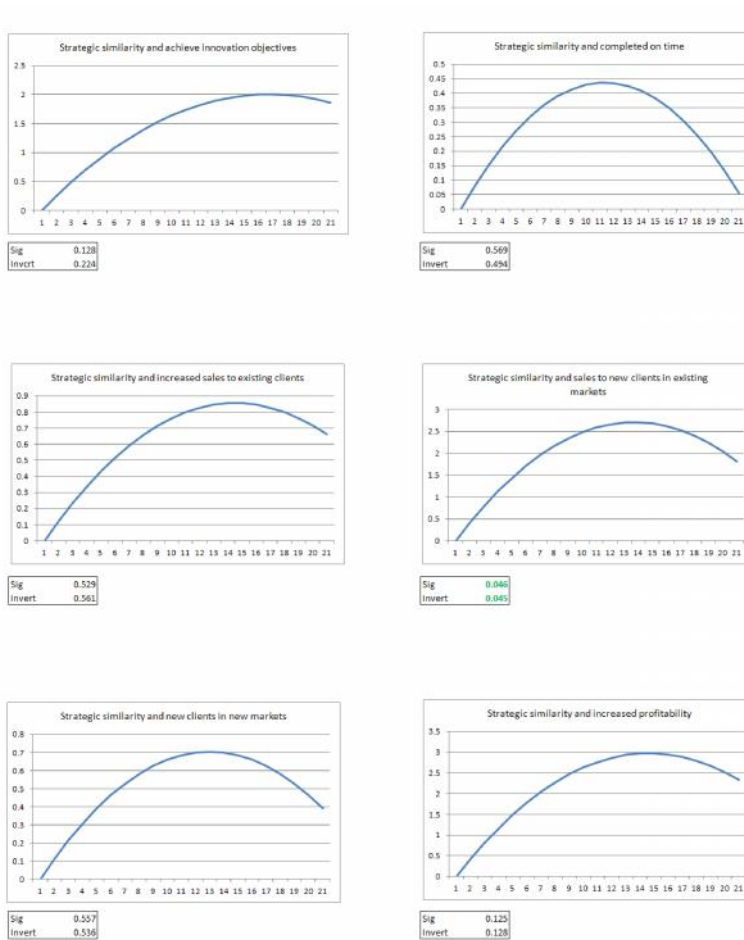 Strategic similarity and achieve innovation objectives
2.5
2
1.5
1
0.5
0
1 2 3 4 5 6 7 8 9 10 11 12 13 14 15 16 17 18 19 20 21
Sig 0.128
Invert 0.224
Strategic similarity and completed on time
0.5
0.45
0.4
0.35
0.3
0.25
0.2
0.15
0.1
0.05
0
1 2 3 4 5 6 7 8 9 10 11 12 13 14 15 16 17 18 19 20 21
Sig 0.569
Invert 0.494
Strategic similarity and increased sales to existing clients
0.9
0.8
0.7
0.6
0.5
0.4
0.3
0.2
0.1
0
1 2 3 4 5 6 7 8 9 10 11 12 13 14 15 16 17 18 19 20 21
Sig 0.529
Invert 0.561
Strategic similarity and sales to new clients in existing
markets
3
2.5
2
1.5
1
0.5
0
1 2 3 4 5 6 7 8 9 10 11 12 13 14 15 16 17 18 19 20 21
Sig 0.046
Invert 0.045
Strategic similarity and new clients in new markets
0.8
0.7
0.6
0.5
0.4
0.3
0.2
0.1
0
1 2 3 4 5 6 7 8 9 10 11 12 13 14 15 16 17 18 19 20 21
Sig 0.557
Invert 0.536
Strategic similarity and increased profitability
3.5
3
2.5
2
1.5
1
0.5
0
1 2 3 4 5 6 7 8 9 10 11 12 13 14 15 16 17 18 19 20 21
Sig 0.125
Invert 0.128